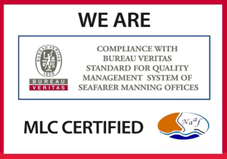 WE ARE
COMPLIANCE WITH
BUREAU VERITAS
STANDARD FOR QUALITY
MANAGEMENT SYSTEM OF
SEAFARER MANNING OFFICES
BUREAU
VERITAS
MLC CERTIFIED